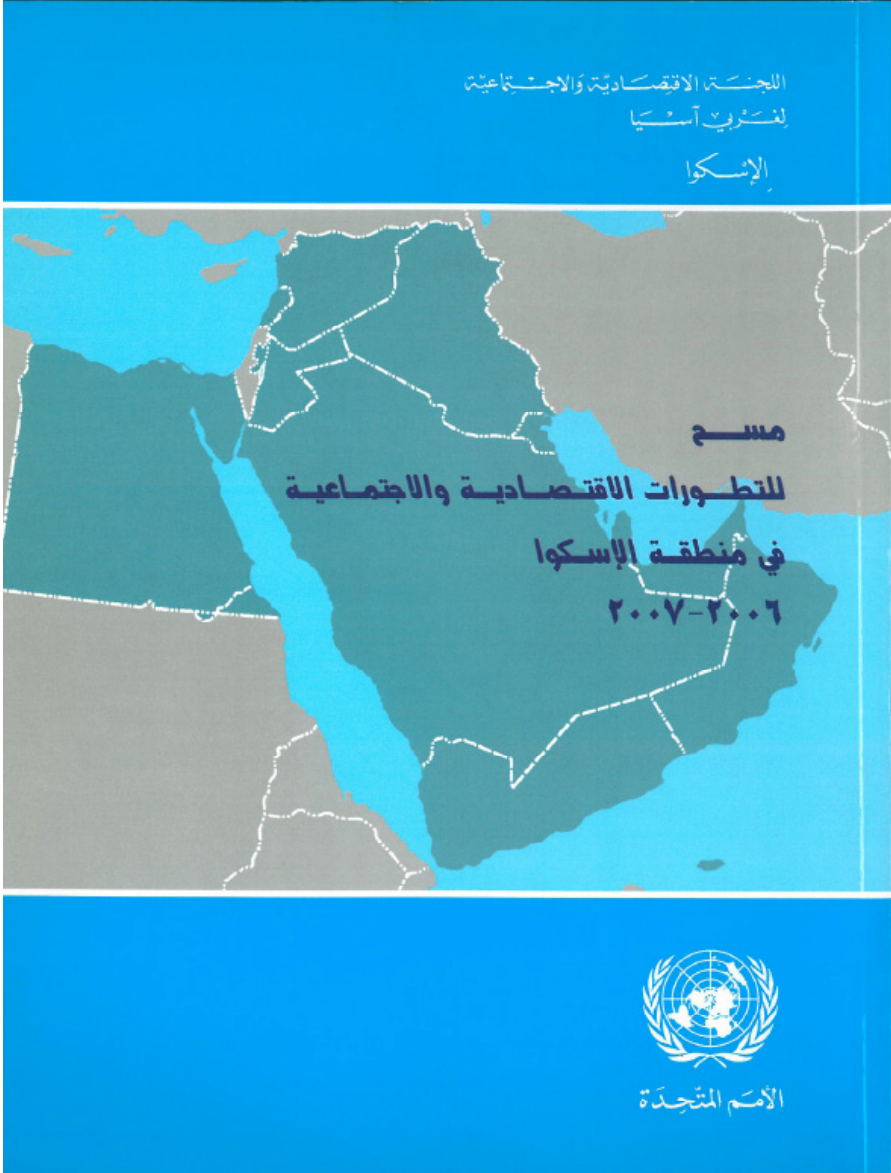 اللجنة الاقتصادية والاجتماعية
لغربي آسيا
الإسكوا
مسح
للتطورات الاقتصادية والاجتماعية
في منطقة الإسكوا
٢٠٠٦-٢٠٠٧
الأمم المتحدة